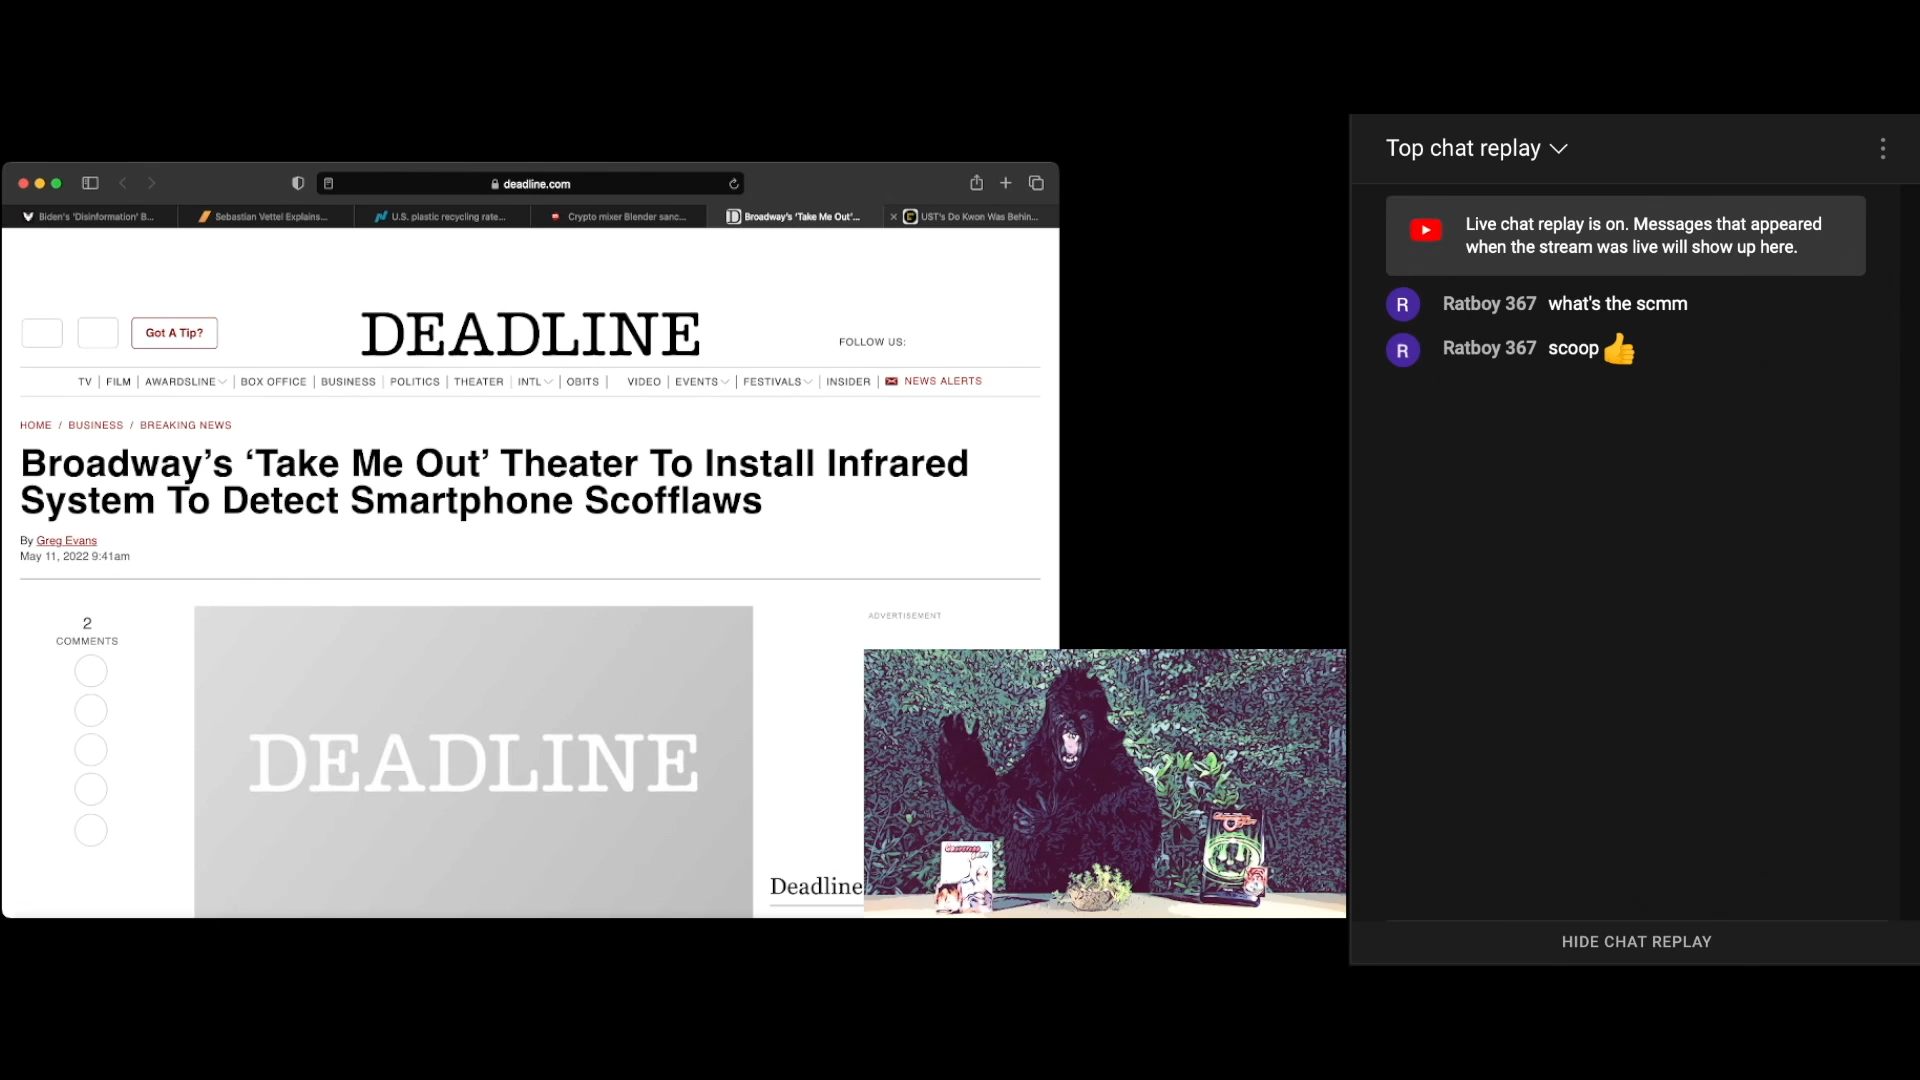 deadline.com
Biden's 'Disinformation' B...
Sebastian Vettel Explains...
U.S. plastic recycling rate...
Crypto mixer Blender sanc...
Broadway's 'Take Me Out'...
UST's Do Kwon Was Behin...
Got A Tip?
DEADLINE
FOLLOW US:
TV | FILM | AWARDSLINE | BOX OFFICE | BUSINESS | POLITICS | THEATER | INTL | OBITS | VIDEO | EVENTS | FESTIVALS | INSIDER | NEWS ALERTS
HOME / BUSINESS / BREAKING NEWS
Broadway's ‘Take Me Out’ Theater To Install Infrared
System To Detect Smartphone Scofflaws
By Greg Evans
May 11, 2022 9:41am
2
COMMENTS
DEADLINE
ADVERTISEMENT
Deadline
Top chat replay
Live chat replay is on. Messages that appeared
when the stream was live will show up here.
R Ratboy 367 what's the scmm
R Ratboy 367 scoop 👍
HIDE CHAT REPLAY